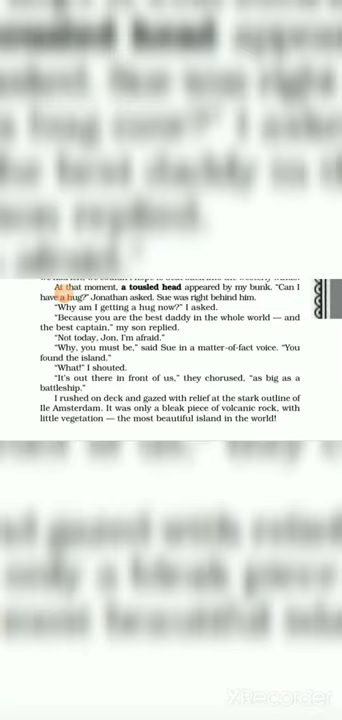 At that moment, a tousled head appeared by my bunk. "Can I
have a hug?" Jonathan asked. Sue was right behind him.
"Why am I getting a hug now?" I asked.
"Because you are the best daddy in the whole world — and
the best captain," my son replied.
"Not today, Jon, I'm afraid."
"Why, you must be," said Sue in a matter-of-fact voice. "You
found the island."
"What!" I shouted.
"It's out there in front of us," they chorused, "as big as a
battleship."
I rushed on deck and gazed with relief at the stark outline of
Ile Amsterdam. It was only a bleak piece of volcanic rock, with
little vegetation — the most beautiful island in the world!
XRecorder